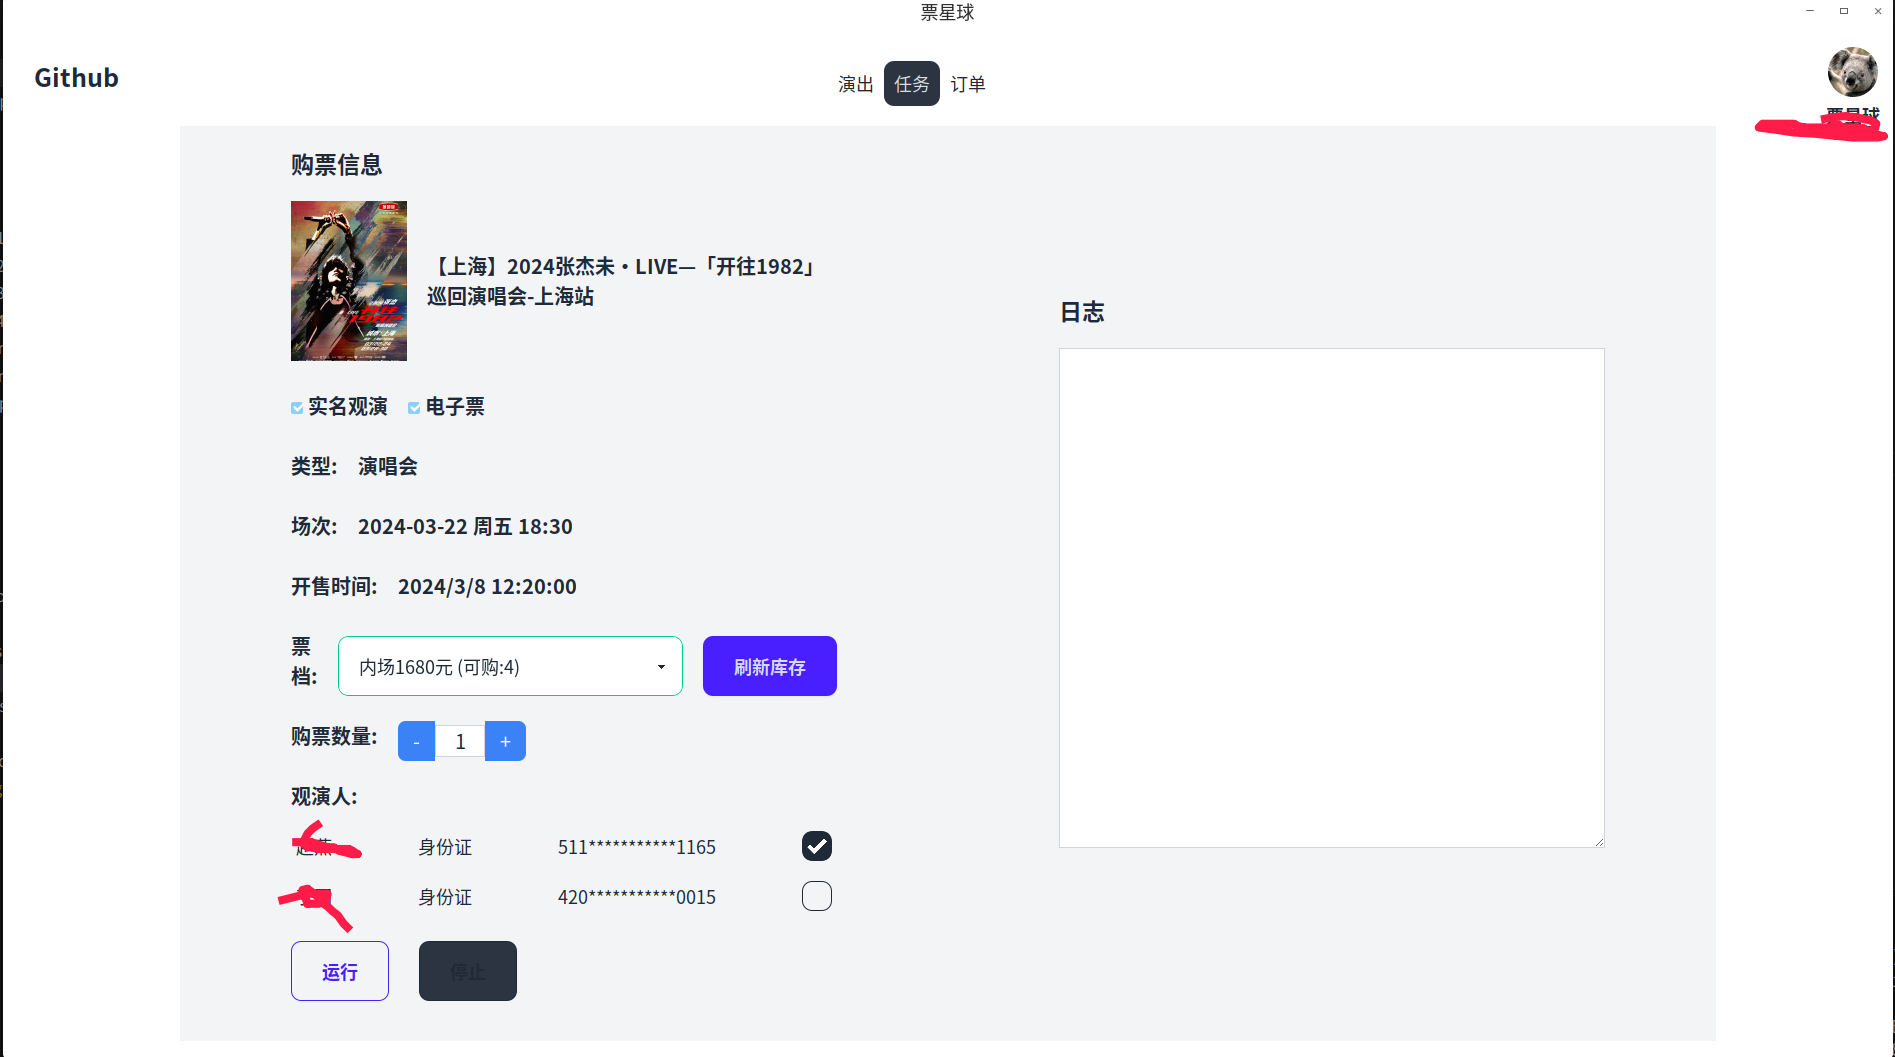 票星球
Github
演出 任务 订单
购票信息
【上海】2024张杰未·LIVE—「开往1982」
巡回演唱会-上海站
实名观演 电子票
类型: 演唱会
场次: 2024-03-22 周五 18:30
开售时间: 2024/3/8 12:20:00
票
档:
内场1680元 (可购:4)
刷新库存
购票数量: - 1 +
观演人:
身份证 511***********1165
身份证 420***********0015
运行 停止
日志